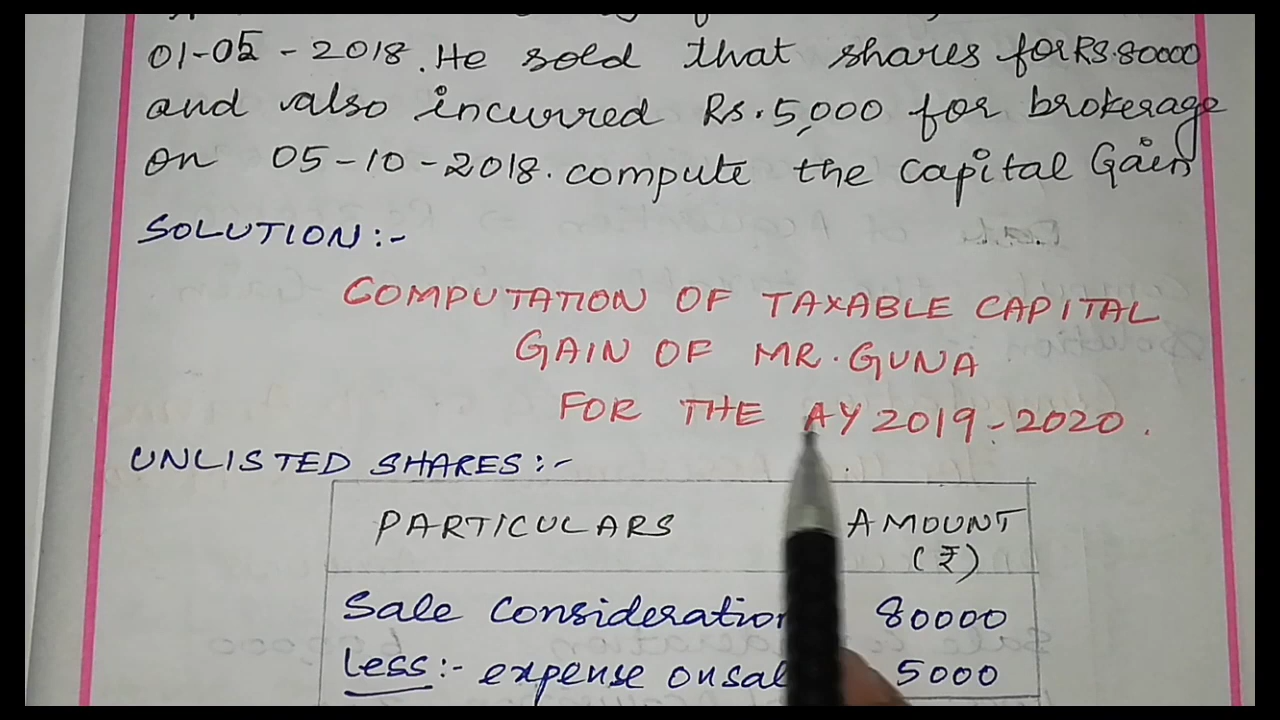 01-05-2018. He sold that shares for RS.80000
and also incurred Rs.5,000 for brokerage
on 05-10-2018. compute the Capital Gain
SOLUTION:-
COMPUTATION OF TAXABLE CAPITAL
GAIN OF MR.GUNA
FOR THE AY 2019-2020.
UNLISTED SHARES:-
PARTICULARS AMOUNT
(₹)
Sale Consideration 80000
Less:- expense on sal 5000